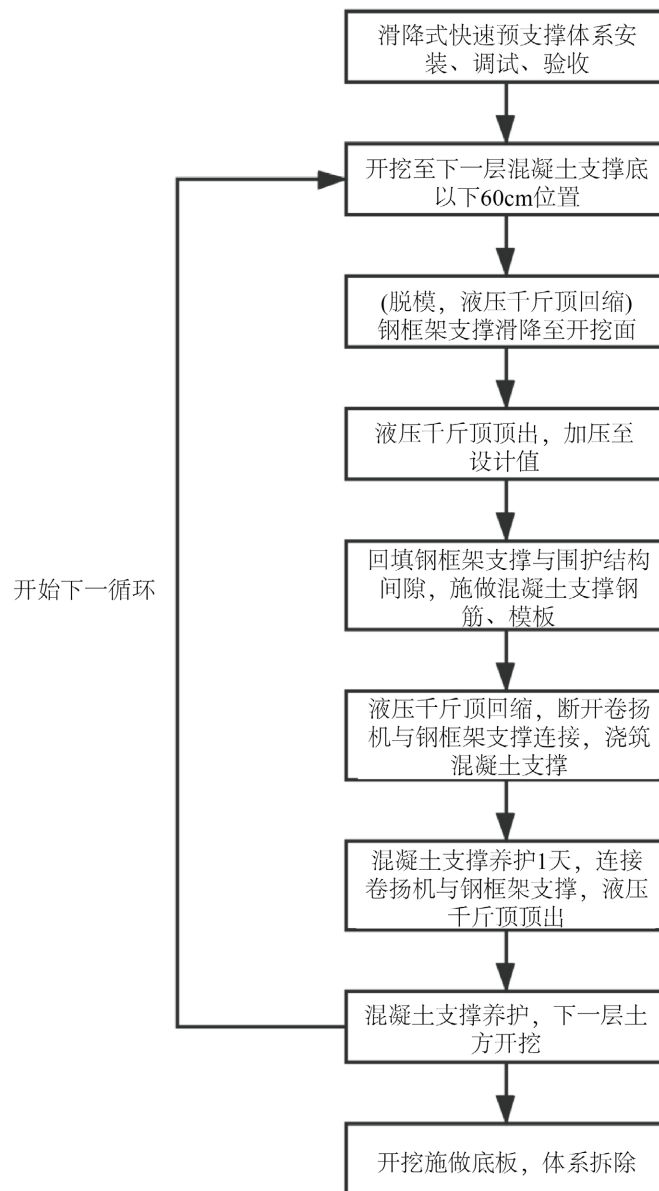 滑降式快速预支撑体系安
装、调试、验收
开挖至下一层混凝土支撑底
以下60cm位置
(脱模，液压千斤顶回缩)
钢框架支撑滑降至开挖面
液压千斤顶顶出，加压至
设计值
回填钢框架支撑与围护结构
间隙，施做混凝土支撑钢
筋、模板
开始下一循环
液压千斤顶回缩，断开卷扬
机与钢框架支撑连接，浇筑
混凝土支撑
混凝土支撑养护1天，连接
卷扬机与钢框架支撑，液压
千斤顶顶出
混凝土支撑养护，下一层土
方开挖
开挖施做底板，体系拆除